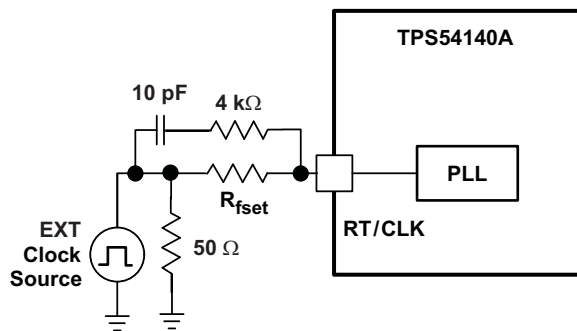 TPS54140A
10 pF
4 kΩ
PLL
R_fset
RT/CLK
EXT
Clock
Source
50 Ω